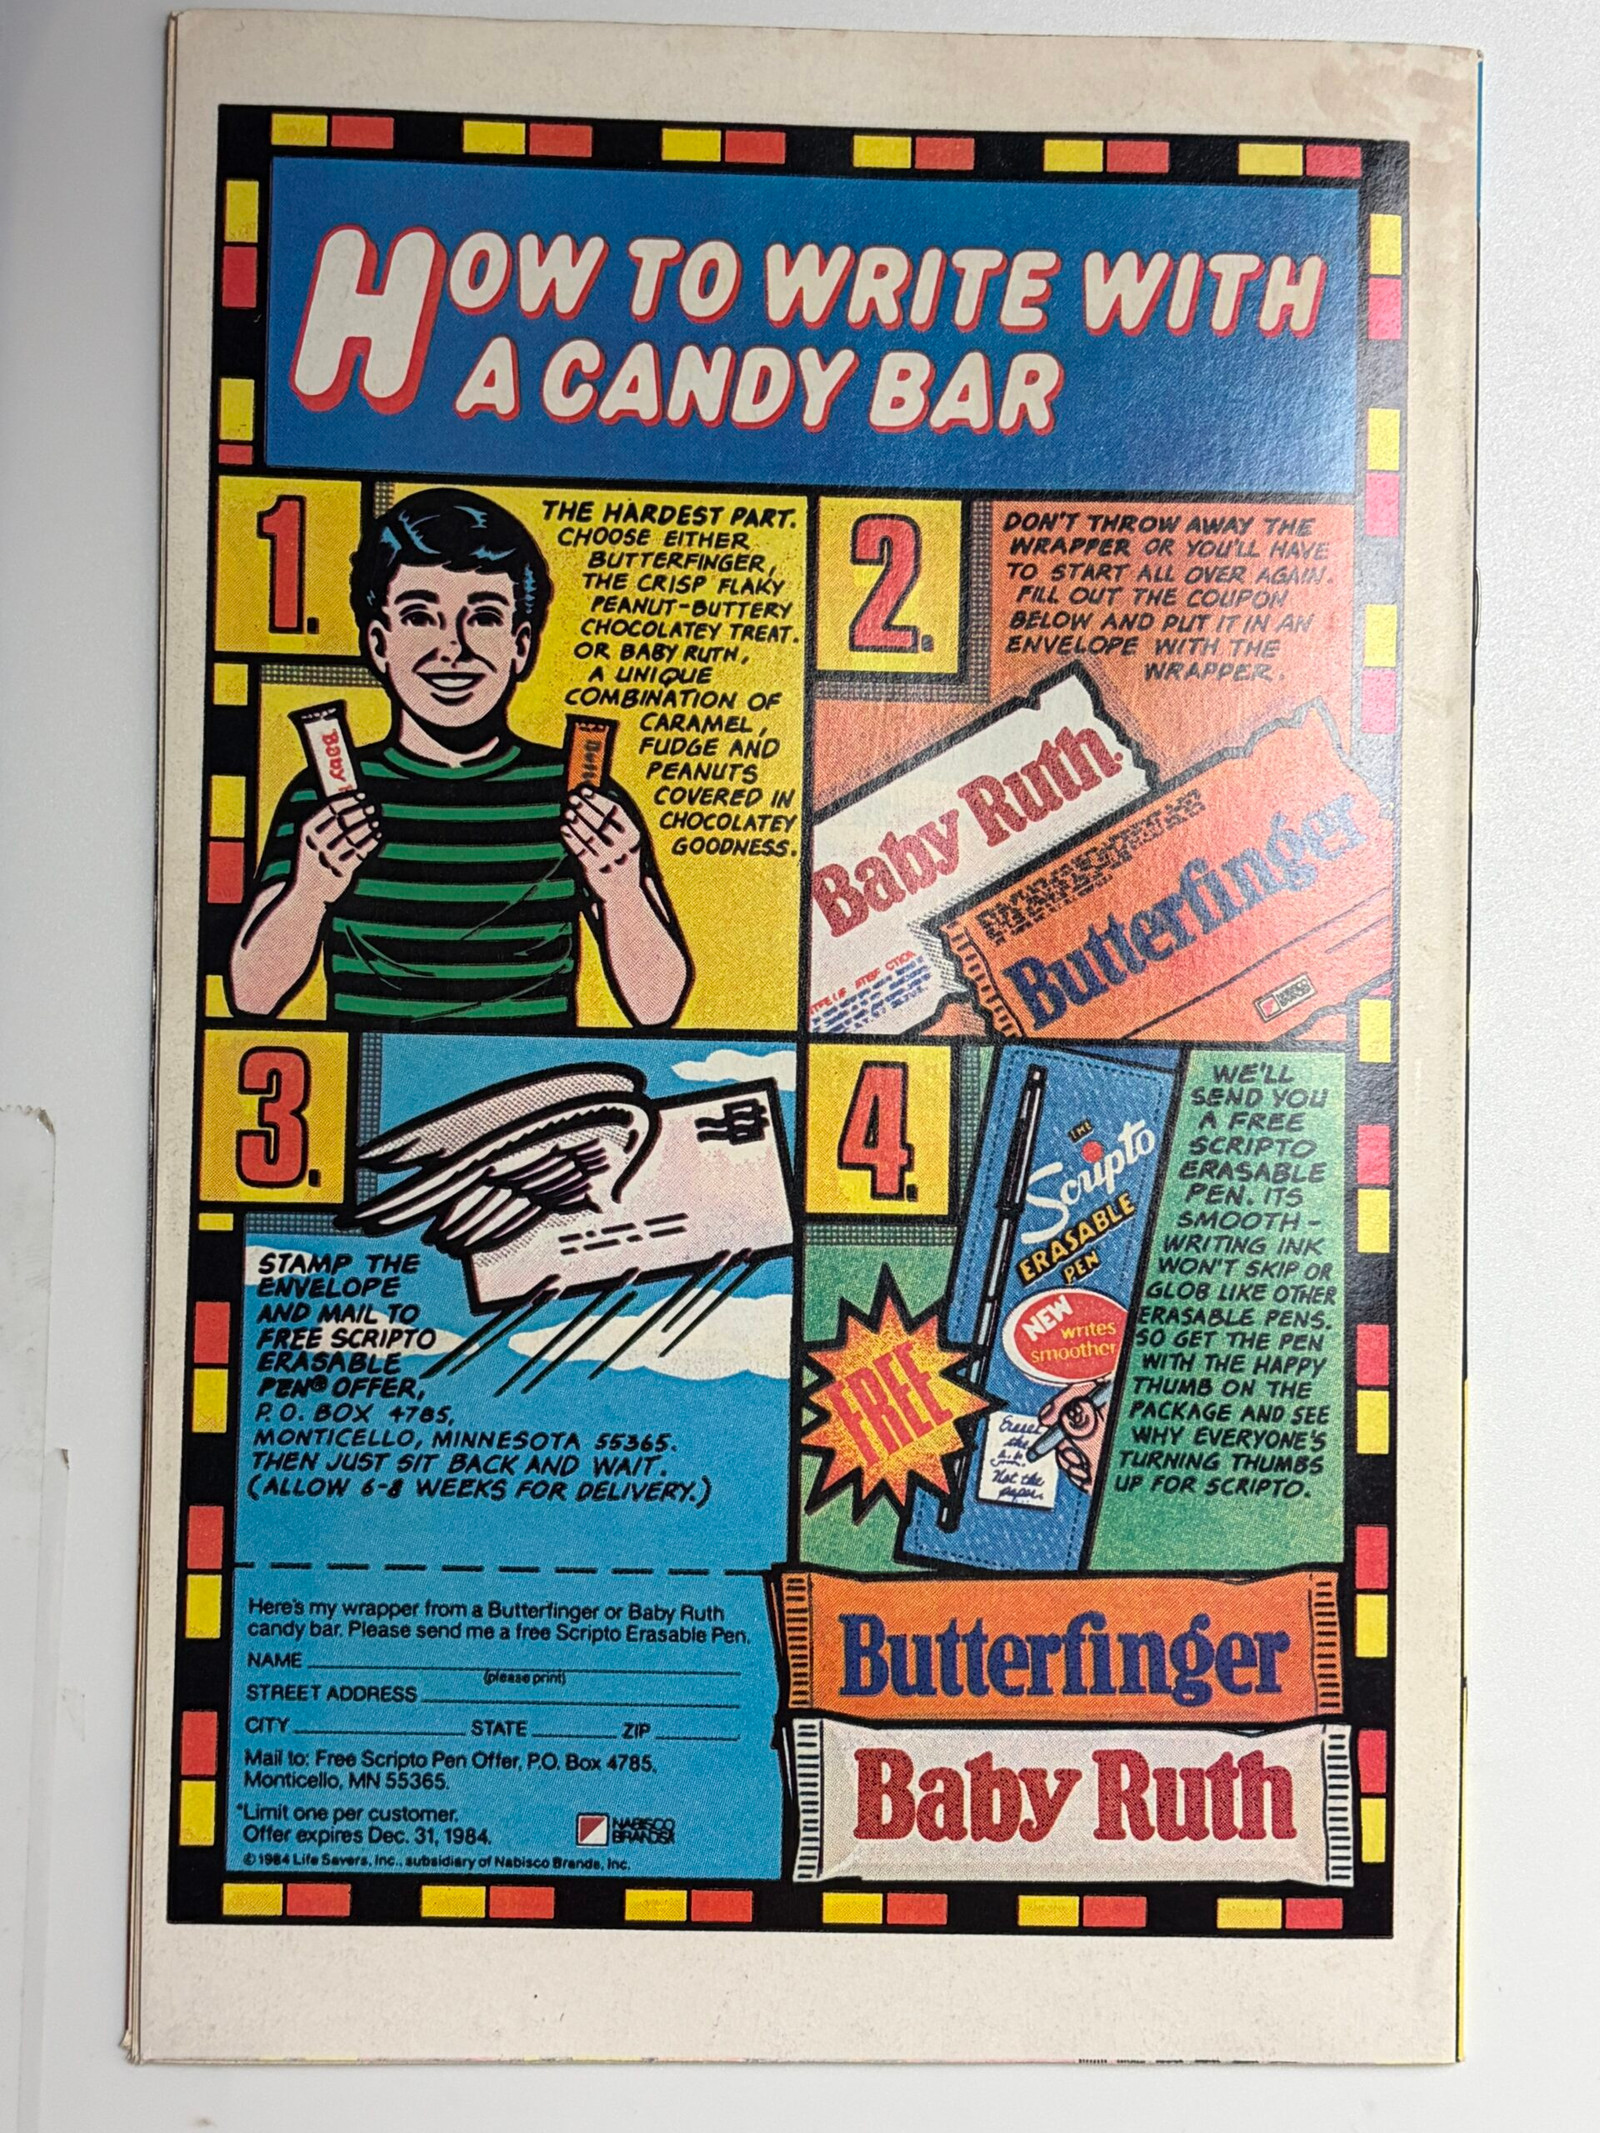 HOW TO WRITE WITH
A CANDY BAR
1.
THE HARDEST PART.
CHOOSE EITHER
BUTTERFINGER,
THE CRISP FLAKY
PEANUT-BUTTERY
CHOCOLATEY TREAT.
OR BABY RUTH,
A UNIQUE
COMBINATION OF
CARAMEL,
FUDGE AND
PEANUTS
COVERED IN
CHOCOLATEY
GOODNESS.
Baby
Butte
2.
DON'T THROW AWAY THE
WRAPPER OR YOU'LL HAVE
TO START ALL OVER AGAIN.
FILL OUT THE COUPON
BELOW AND PUT IT IN AN
ENVELOPE WITH THE
WRAPPER.
Baby Ruth
Butterfinger
3.
STAMP THE
ENVELOPE
AND MAIL TO
FREE SCRIPTO
ERASABLE
PEN® OFFER,
P.O. BOX 4785,
MONTICELLO, MINNESOTA 55365.
THEN JUST SIT BACK AND WAIT.
(ALLOW 6-8 WEEKS FOR DELIVERY.)
4.
THE
Scripto
ERASABLE
PEN
NEW
writes
smoother
Erases
the
ink
Not the
paper.
FREE
WE'LL
SEND YOU
A FREE
SCRIPTO
ERASABLE
PEN. ITS
SMOOTH-
WRITING INK
WON'T SKIP OR
GLOB LIKE OTHER
ERASABLE PENS.
SO GET THE PEN
WITH THE HAPPY
THUMB ON THE
PACKAGE AND SEE
WHY EVERYONE'S
TURNING THUMBS
UP FOR SCRIPTO.
Here's my wrapper from a Butterfinger or Baby Ruth
candy bar. Please send me a free Scripto Erasable Pen.
NAME
(please print)
STREET ADDRESS
CITY STATE ZIP
Mail to: Free Scripto Pen Offer, P.O. Box 4785,
Monticello, MN 55365.
*Limit one per customer.
Offer expires Dec. 31, 1984.
NABISCO
BRANDS
© 1984 Life Savers, Inc., subsidiary of Nabisco Brands, Inc.
Butterfinger
Baby Ruth